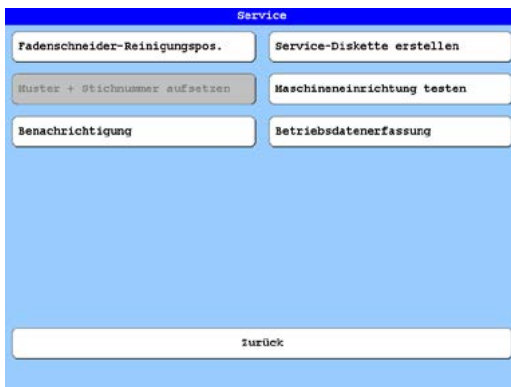 Service
Fadenschneider-Reinigungspos.
Service-Diskette erstellen
Muster + Stichnummer aufsetzen
Maschineneinrichtung testen
Benachrichtigung
Betriebsdatenerfassung
Zurück